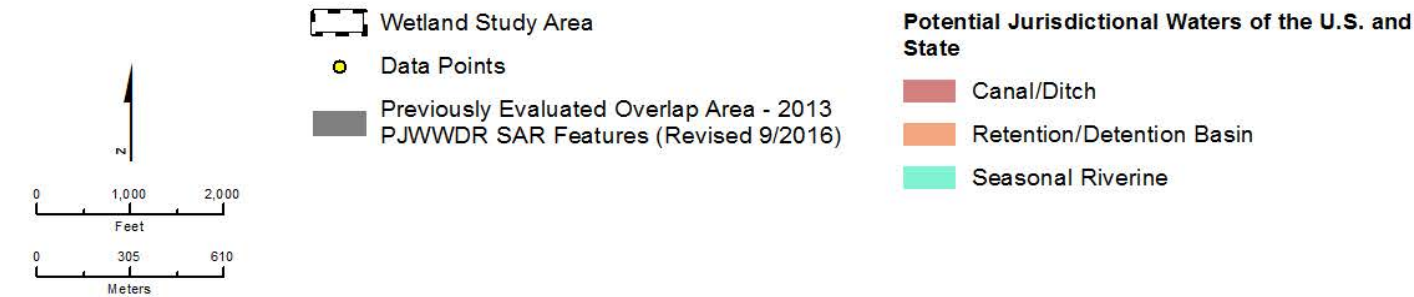 Wetland Study Area
Data Points
Previously Evaluated Overlap Area - 2013
PJWWDR SAR Features (Revised 9/2016)
Potential Jurisdictional Waters of the U.S. and
State
Canal/Ditch
Retention/Detention Basin
Seasonal Riverine
Z
0 1,000 2,000
Feet
0 305 610
Meters